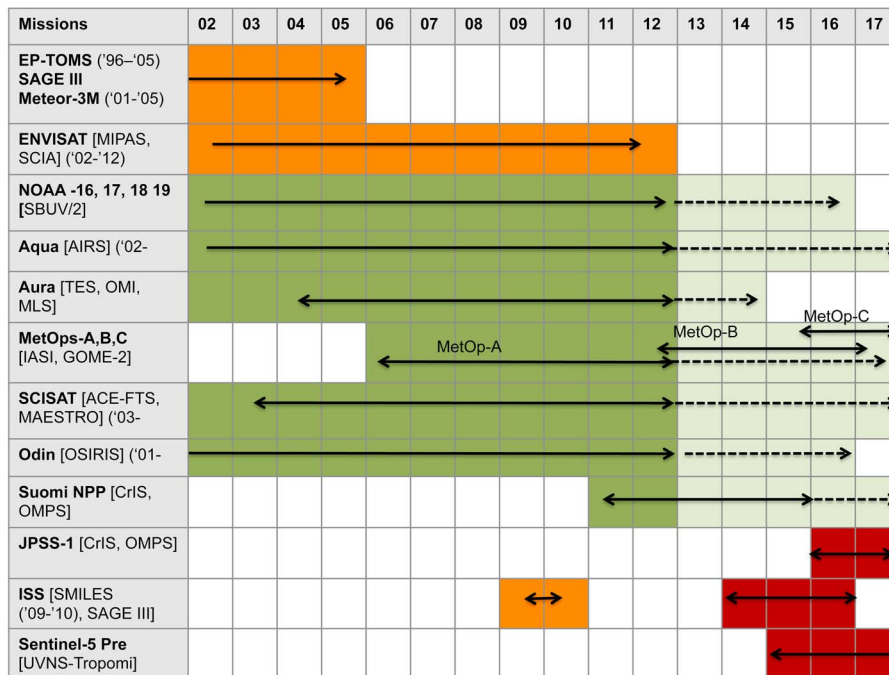 Missions 02 03 04 05 06 07 08 09 10 11 12 13 14 15 16 17
EP-TOMS (’96–‘05)
SAGE III
Meteor-3M (‘01-’05)
ENVISAT [MIPAS,
SCIA] (‘02-’12)
NOAA -16, 17, 18 19
[SBUV/2]
Aqua [AIRS] (‘02-
Aura [TES, OMI,
MLS]
MetOps-A,B,C
[IASI, GOME-2]
MetOp-A
MetOp-B
MetOp-C
SCISAT [ACE-FTS,
MAESTRO] (‘03-
Odin [OSIRIS] (‘01-
Suomi NPP [CrIS,
OMPS]
JPSS-1 [CrIS, OMPS]
ISS [SMILES
(’09-’10), SAGE III]
Sentinel-5 Pre
[UVNS-Tropomi]